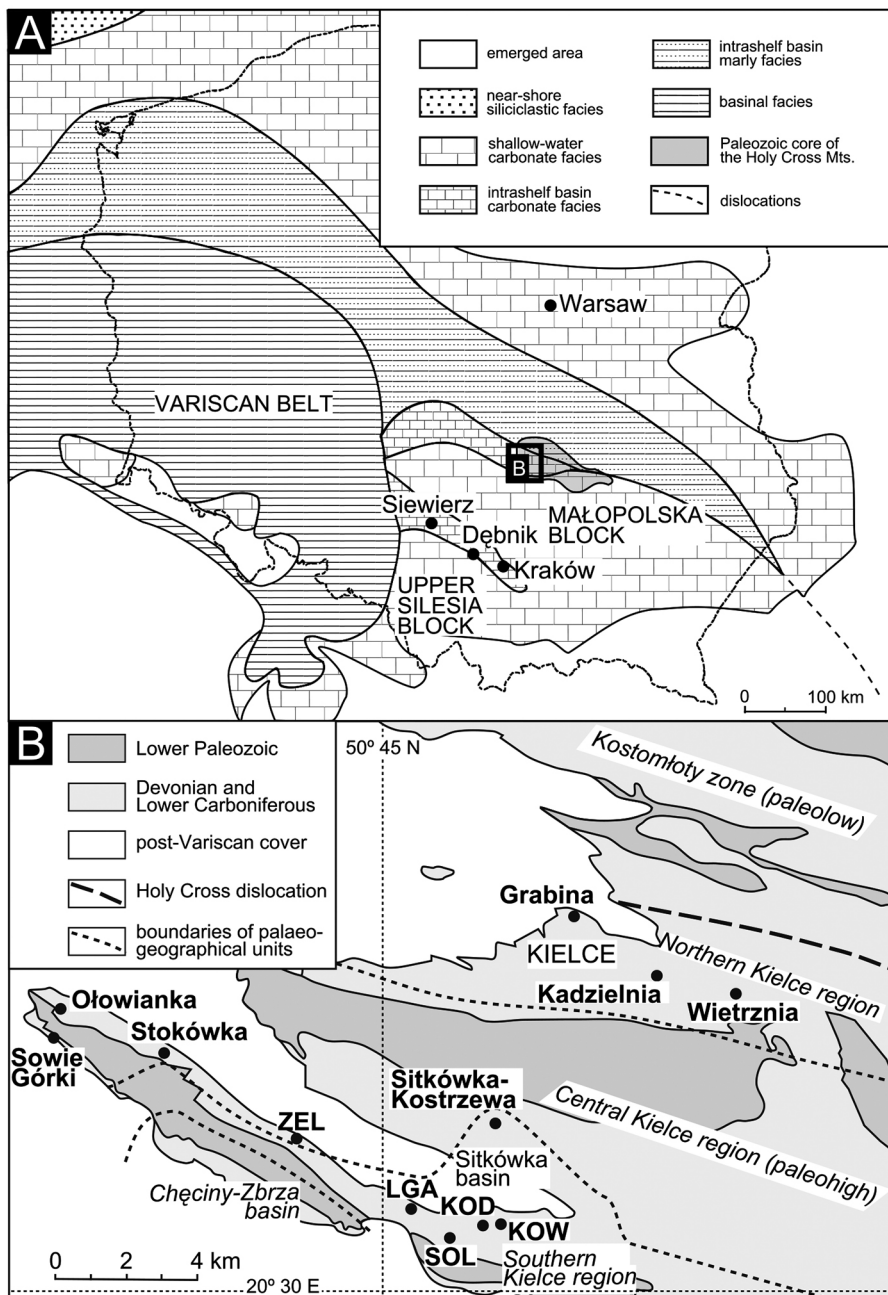 A
emerged area
near-shore
siliciclastic facies
shallow-water
carbonate facies
intrashelf basin
carbonate facies
intrashelf basin
marly facies
basinal facies
Paleozoic core of
the Holy Cross Mts.
dislocations
Warsaw
VARISCAN BELT
B
Siewierz
MAŁOPOLSKA
BLOCK
Dębnik
Kraków
UPPER
SILESIA
BLOCK
0 100 km
B
Lower Paleozoic
Devonian and
Lower Carboniferous
post-Variscan cover
Holy Cross dislocation
boundaries of palaeo-
geographical units
50º 45 N
Kostomłoty zone (paleolow)
Grabina
KIELCE
Northern Kielce region
Kadzielnia
Wietrznia
Ołowianka
Stokówka
Sowie
Górki
Sitkówka-
Kostrzewa
Central Kielce region (paleohigh)
ZEL
Sitkówka
basin
Chęciny-Zbrza
basin
LGA
KOD
KOW
SOL
Southern
Kielce region
0 2 4 km
20º 30 E